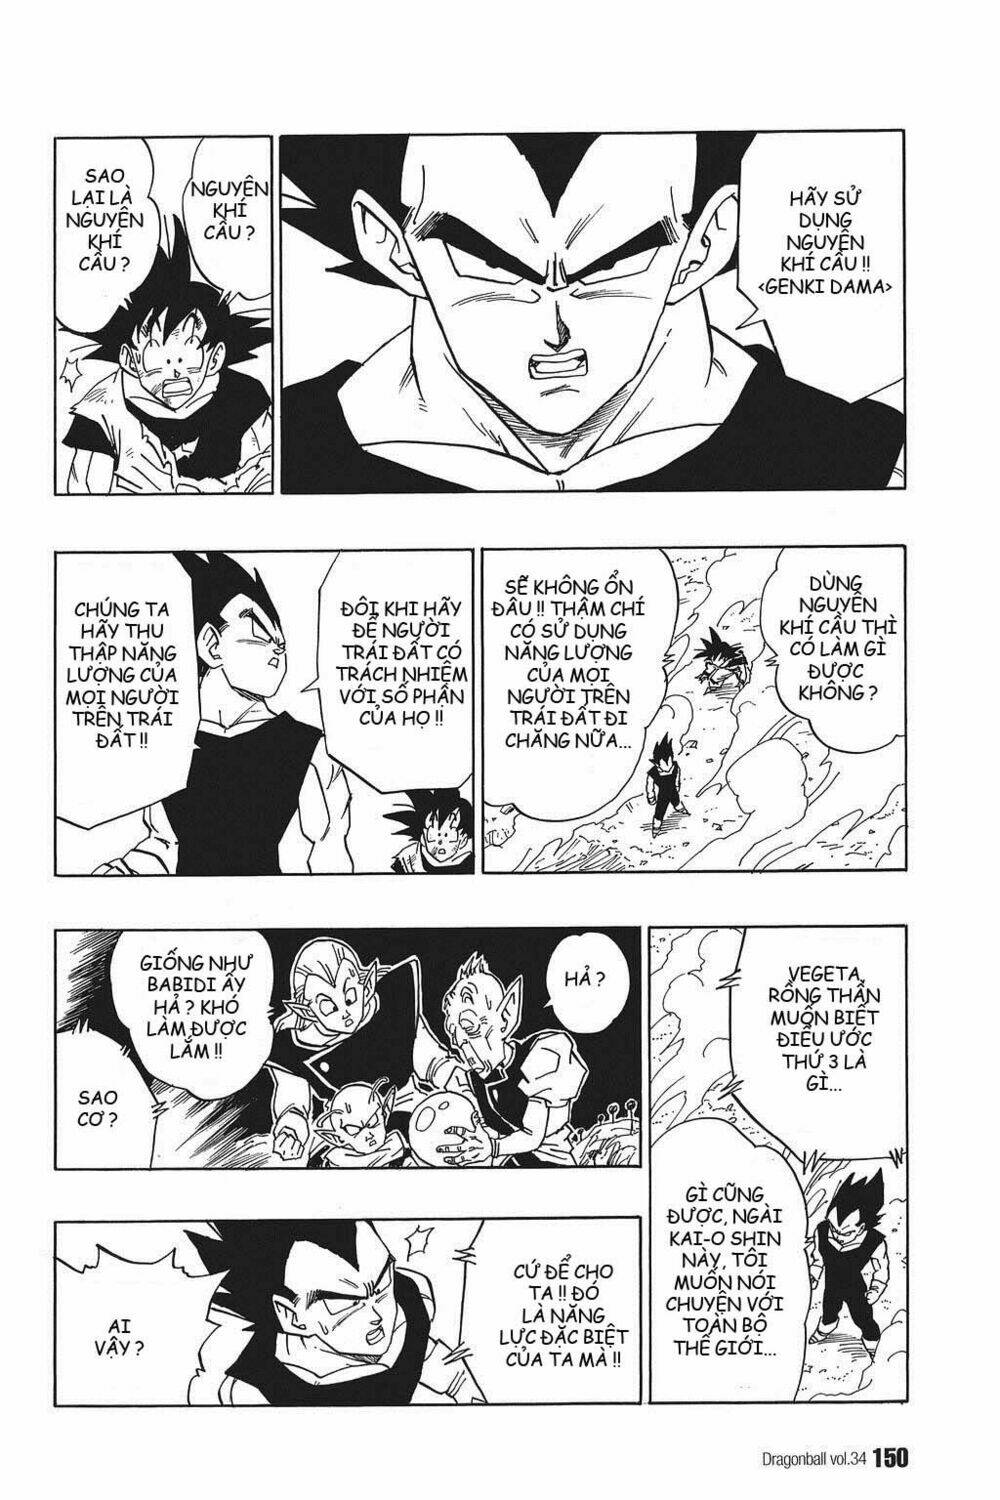 HÃY SỬ
DỤNG
NGUYÊN
KHÍ CẦU !!
<GENKI DAMA>
NGUYÊN
KHÍ
CẦU ?
SAO
LẠI LÀ
NGUYÊN
KHÍ
CẦU ?
DÙNG
NGUYÊN
KHÍ CẦU THÌ
CÓ LÀM GÌ
ĐƯỢC
KHÔNG ?
SẼ KHÔNG ỔN
ĐÂU !! THẬM CHÍ
CÓ SỬ DỤNG
NĂNG LƯỢNG
CỦA MỌI
NGƯỜI TRÊN
TRÁI ĐẤT ĐI
CHĂNG NỮA...
ĐÔI KHI HÃY
ĐỂ NGƯỜI
TRÁI ĐẤT CÓ
TRÁCH NHIỆM
VỚI SỐ PHẬN
CỦA HỌ !!
CHÚNG TA
HÃY THU
THẬP NĂNG
LƯỢNG CỦA
MỌI NGƯỜI
TRÊN TRÁI
ĐẤT !!
VEGETA,
RỒNG THẦN
MUỐN BIẾT
ĐIỀU ƯỚC
THỨ 3 LÀ
GÌ...
GÌ CŨNG
ĐƯỢC, NGÀI
KAI-O SHIN
NÀY, TÔI
MUỐN NÓI
CHUYỆN VỚI
TOÀN BỘ
THẾ GIỚI...
HẢ ?
GIỐNG NHƯ
BABIDI ẤY
HẢ ? KHÓ
LÀM ĐƯỢC
LẮM !!
SAO
CƠ ?
CỨ ĐỂ CHO
TA !! ĐÓ
LÀ NĂNG
LỰC ĐẶC BIỆT
CỦA TA MÀ !!
AI
VẬY ?
Dragonball vol.34 150